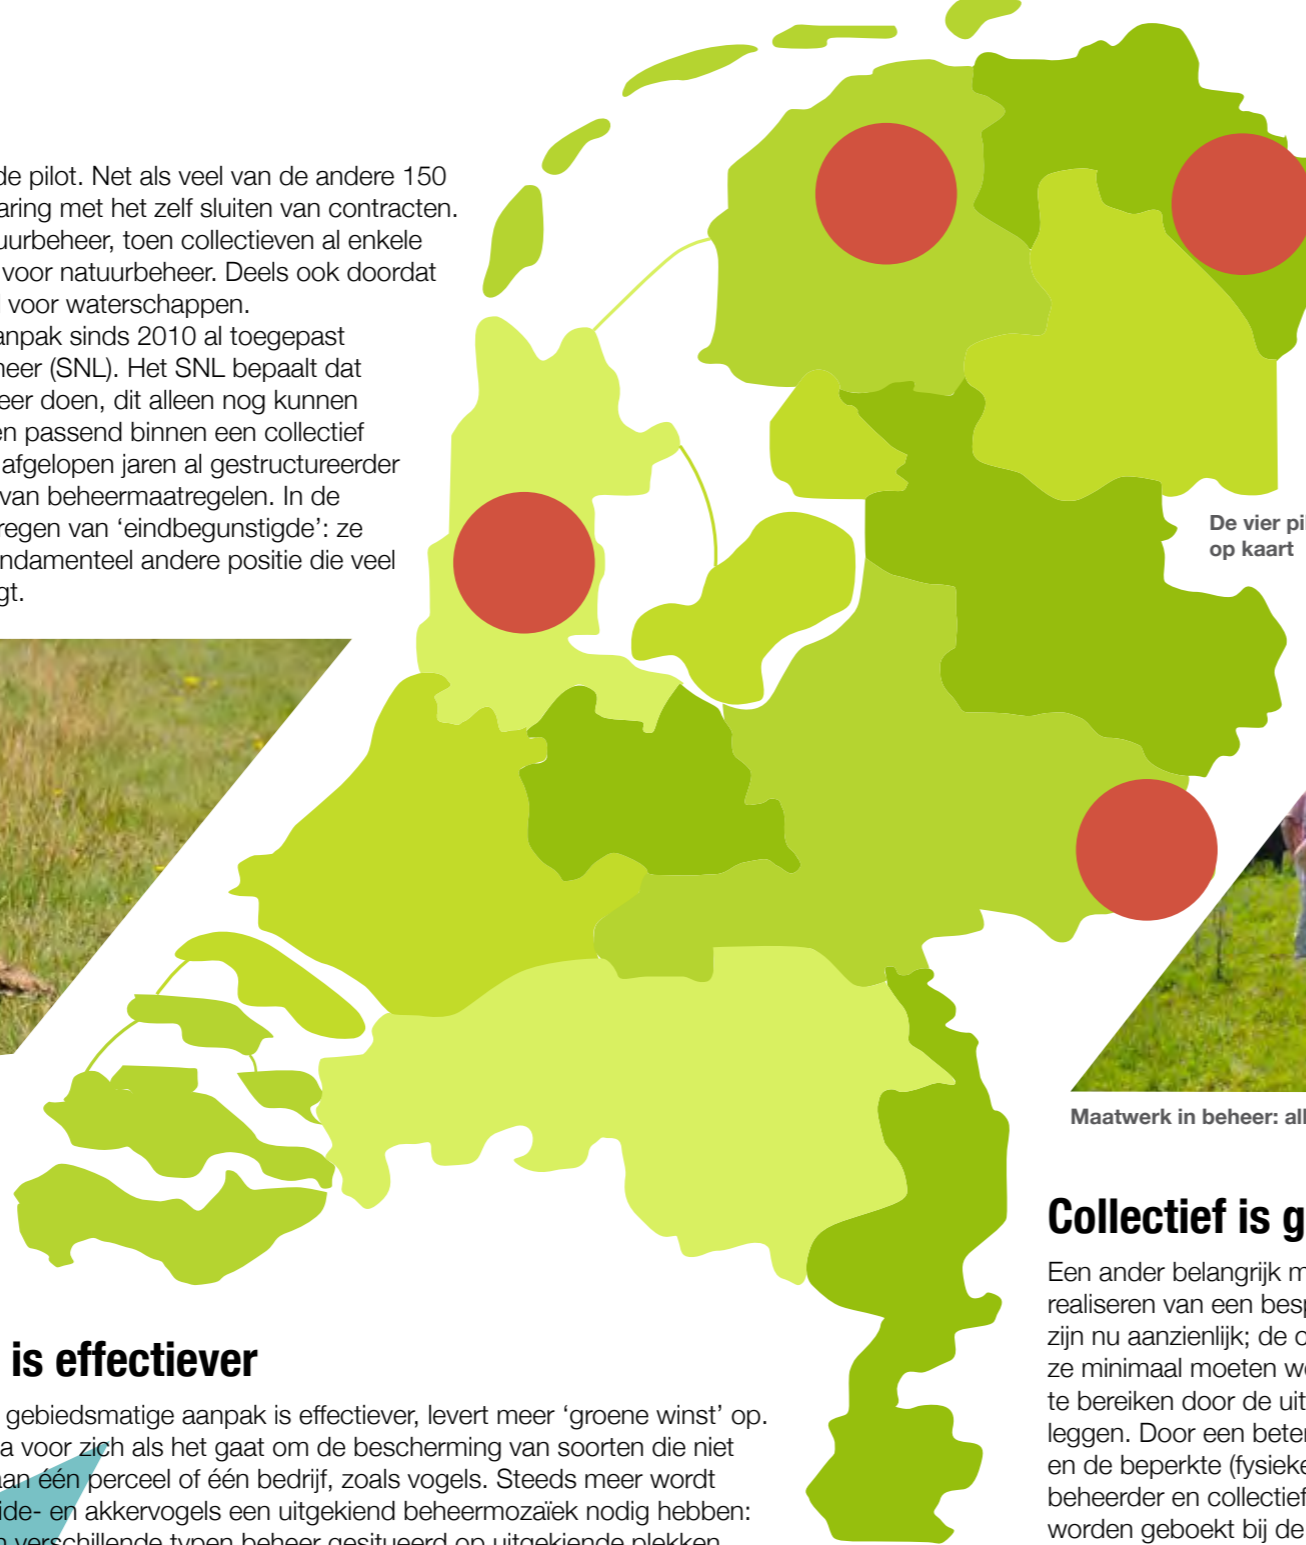 de pilot. Net als veel van de andere 150
aring met het zelf sluiten van contracten.
uurbeheer, toen collectieven al enkele
voor natuurbeheer. Deels ook doordat
voor waterschappen.
anpak sinds 2010 al toegepast
heer (SNL). Het SNL bepaalt dat
eer doen, dit alleen nog kunnen
en passend binnen een collectief
afgelopen jaren al gestructureerder
van beheermaatregelen. In de
regen van ‘eindbegunstigde’: ze
ndamenteel andere positie die veel
gt.
De vier pi
op kaart
Maatwerk in beheer: all
is effectiever
gebiedsmatige aanpak is effectiever, levert meer ‘groene winst’ op.
a voor zich als het gaat om de bescherming van soorten die niet
aan één perceel of één bedrijf, zoals vogels. Steeds meer wordt
ide- en akkervogels een uitgekiend beheermozaïek nodig hebben:
n verschillende typen beheer gesitueerd op uitgekiende plekken
Collectief is g
Een ander belangrijk m
realiseren van een besp
zijn nu aanzienlijk; de
ze minimaal moeten we
te bereiken door de uit
leggen. Door een beter
en de beperkte (fysieke
beheerder en collectief
worden geboekt bij de